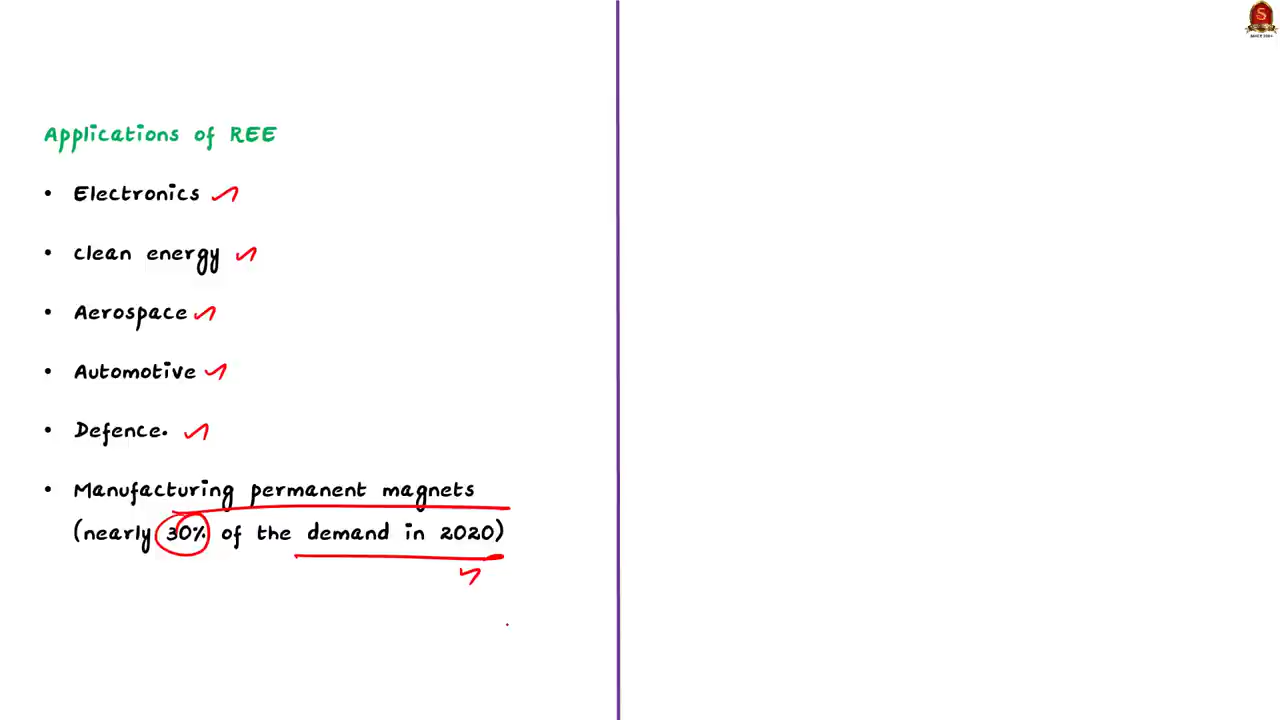 Applications of REE
• Electronics
• Clean energy
• Aerospace
• Automotive
• Defence.
• Manufacturing permanent magnets
(nearly 30% of the demand in 2020)
S